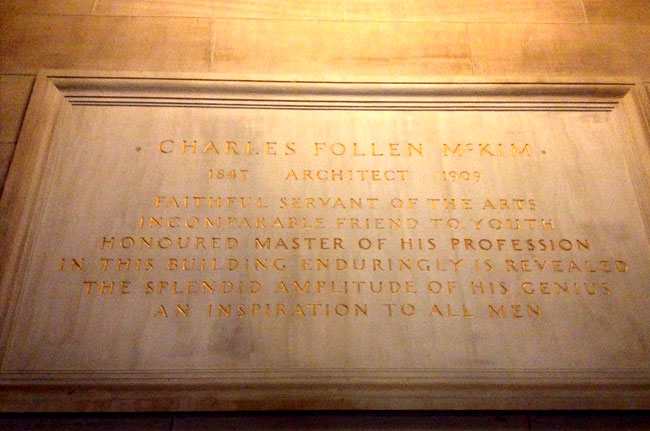 · CHARLES FOLLEN McKIM ·
1847 ARCHITECT · 1909
FAITHFUL SERVANT OF THE ARTS
INCOMPARABLE FRIEND TO YOUTH
HONOURED MASTER OF HIS PROFESSION
IN THIS BUILDING ENDURINGLY IS REVEALED
THE SPLENDID AMPLITUDE OF HIS GENIUS
AN INSPIRATION TO ALL MEN